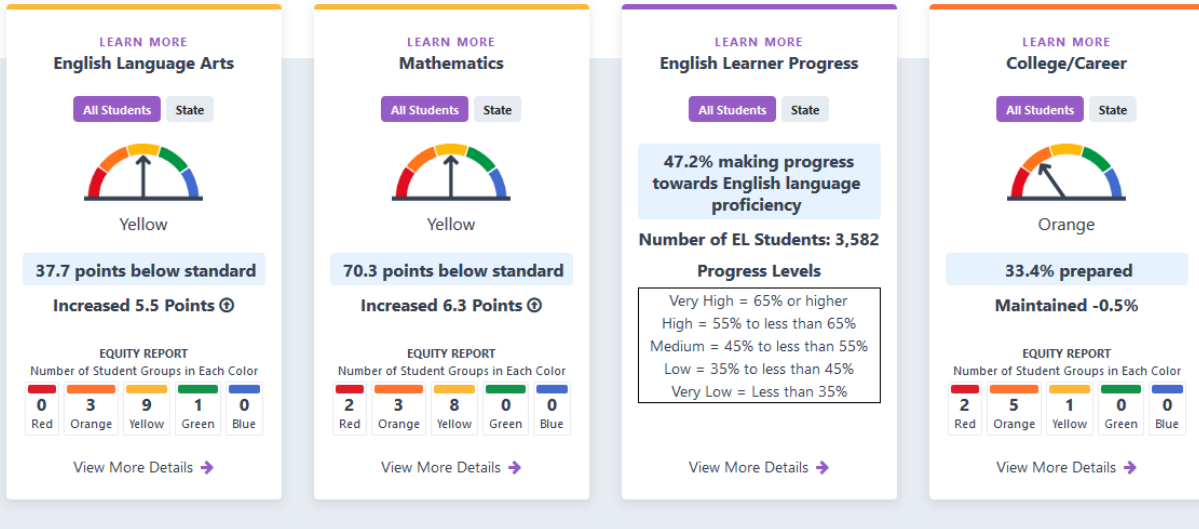 LEARN MORE
English Language Arts
All Students State
Yellow
37.7 points below standard
Increased 5.5 Points
EQUITY REPORT
Number of Student Groups in Each Color
0 3 9 1 0
Red Orange Yellow Green Blue
View More Details
LEARN MORE
Mathematics
All Students State
Yellow
70.3 points below standard
Increased 6.3 Points
EQUITY REPORT
Number of Student Groups in Each Color
2 3 8 0 0
Red Orange Yellow Green Blue
View More Details
LEARN MORE
English Learner Progress
All Students State
47.2% making progress
towards English language
proficiency
Number of EL Students: 3,582
Progress Levels
Very High = 65% or higher
High = 55% to less than 65%
Medium = 45% to less than 55%
Low = 35% to less than 45%
Very Low = Less than 35%
View More Details
LEARN MORE
College/Career
All Students State
Orange
33.4% prepared
Maintained -0.5%
EQUITY REPORT
Number of Student Groups in Each Color
2 5 1 0 0
Red Orange Yellow Green Blue
View More Details